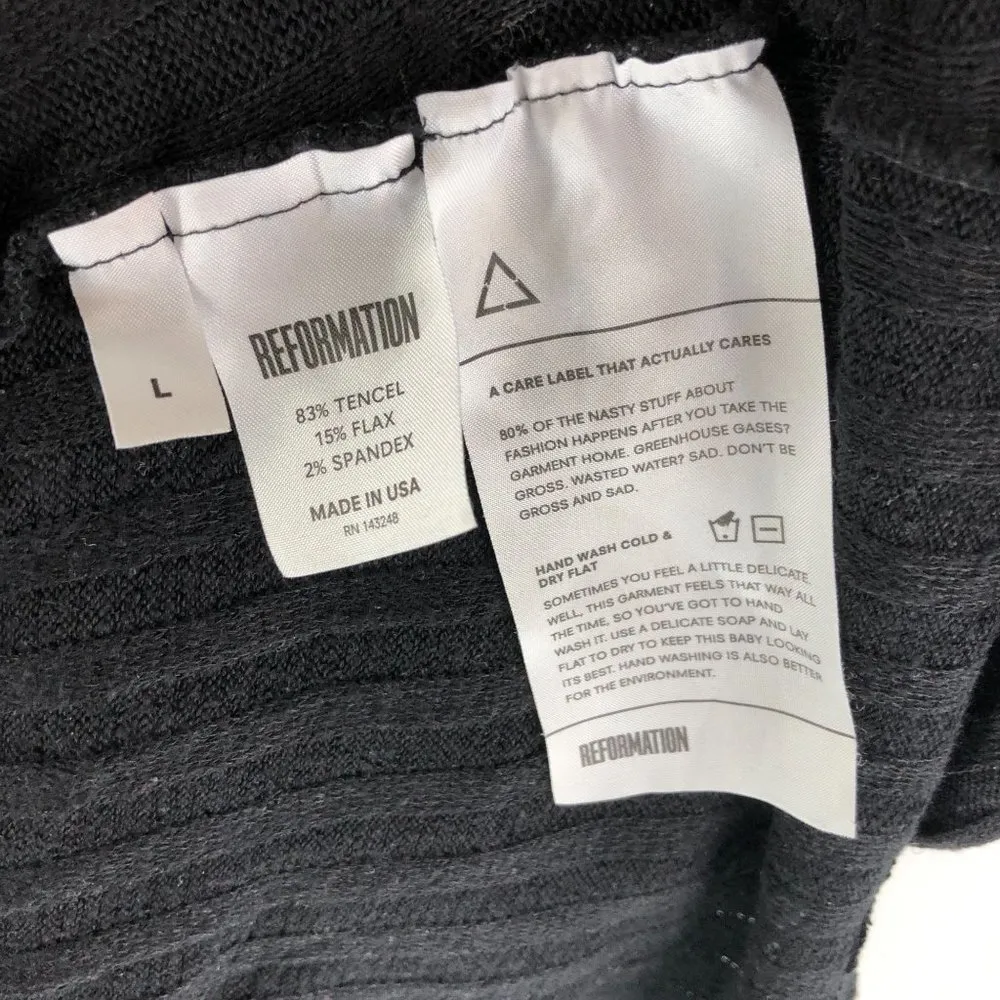 L
REFORMATION
83% TENCEL
15% FLAX
2% SPANDEX
MADE IN USA
RN 143248
A CARE LABEL THAT ACTUALLY CARES
80% OF THE NASTY STUFF ABOUT
FASHION HAPPENS AFTER YOU TAKE THE
GARMENT HOME. GREENHOUSE GASES?
GROSS. WASTED WATER? SAD. DON'T BE
GROSS AND SAD.
HAND WASH COLD &
DRY FLAT
SOMETIMES YOU FEEL A LITTLE DELICATE.
WELL, THIS GARMENT FEELS THAT WAY ALL
THE TIME, SO YOU'VE GOT TO HAND
WASH IT. USE A DELICATE SOAP AND LAY
FLAT TO DRY TO KEEP THIS BABY LOOKING
ITS BEST. HAND WASHING IS ALSO BETTER
FOR THE ENVIRONMENT.
REFORMATION